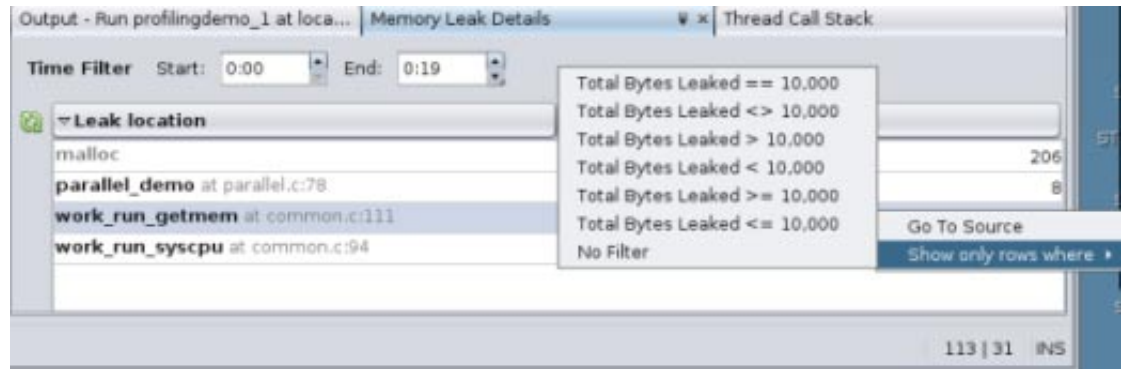 Output - Run profilingdemo_1 at loca... Memory Leak Details Thread Call Stack
Time Filter Start: 0:00 End: 0:19
Leak location
malloc 206
parallel_demo at parallel.c:78 8
work_run_getmem at common.c:111
work_run_syscpu at common.c:94
Total Bytes Leaked == 10,000
Total Bytes Leaked <> 10,000
Total Bytes Leaked > 10,000
Total Bytes Leaked < 10,000
Total Bytes Leaked >= 10,000
Total Bytes Leaked <= 10,000
No Filter
Go To Source
Show only rows where
113 | 31 INS